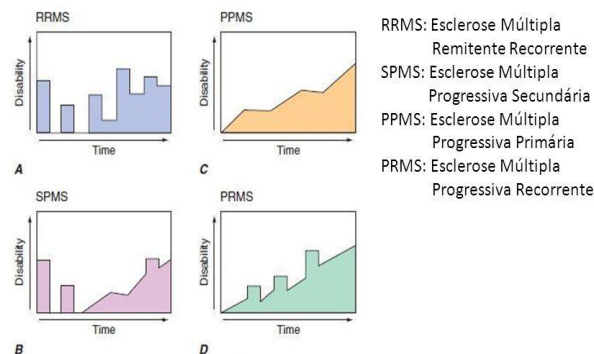 RRMS
Disability
Time
A
PPMS
Disability
Time
C
SPMS
Disability
Time
B
PRMS
Disability
Time
D
RRMS: Esclerose Múltipla
Remitente Recorrente
SPMS: Esclerose Múltipla
Progressiva Secundária
PPMS: Esclerose Múltipla
Progressiva Primária
PRMS: Esclerose Múltipla
Progressiva Recorrente